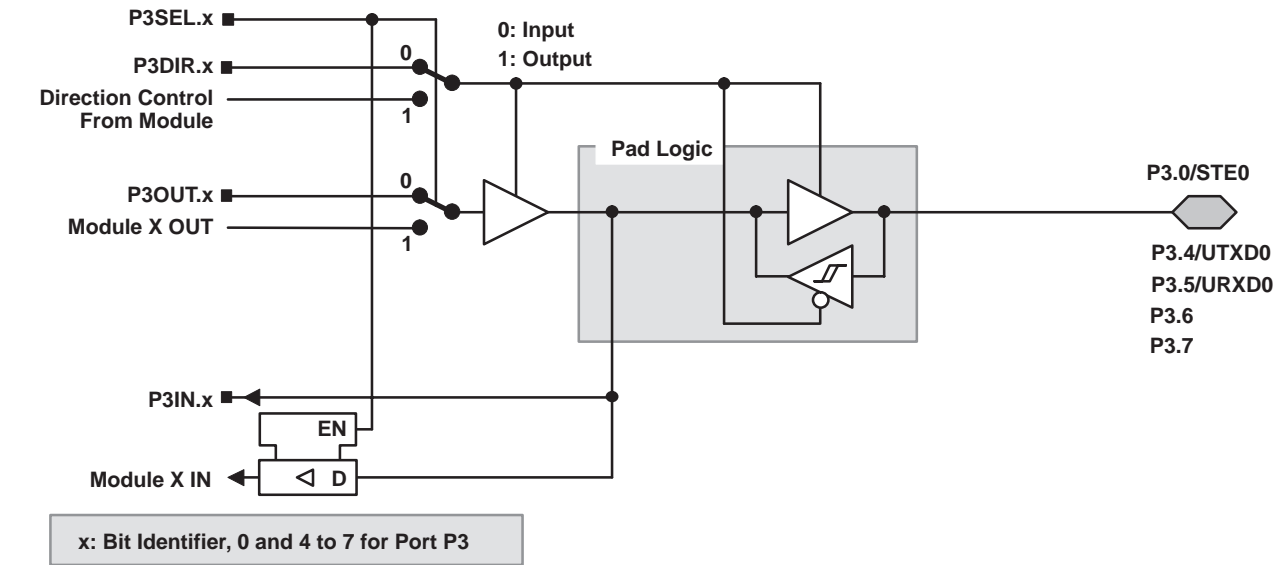 P3SEL.x
0: Input
1: Output
P3DIR.x
0
Direction Control
From Module
1
Pad Logic
P3OUT.x
0
Module X OUT
1
P3.0/STE0
P3.4/UTXD0
P3.5/URXD0
P3.6
P3.7
P3IN.x
EN
Module X IN
D
x: Bit Identifier, 0 and 4 to 7 for Port P3